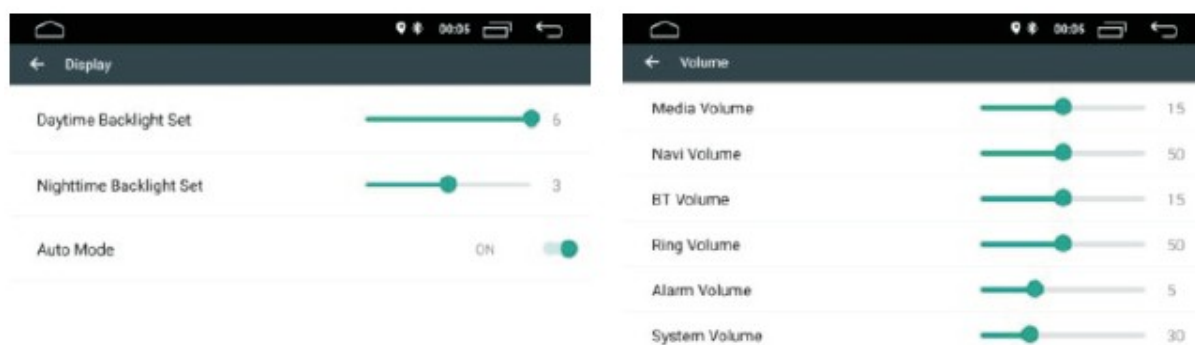 00:05
Display
Daytime Backlight Set 6
Nighttime Backlight Set 3
Auto Mode ON
00:05
Volume
Media Volume 15
Navi Volume 50
BT Volume 15
Ring Volume 50
Alarm Volume 5
System Volume 30